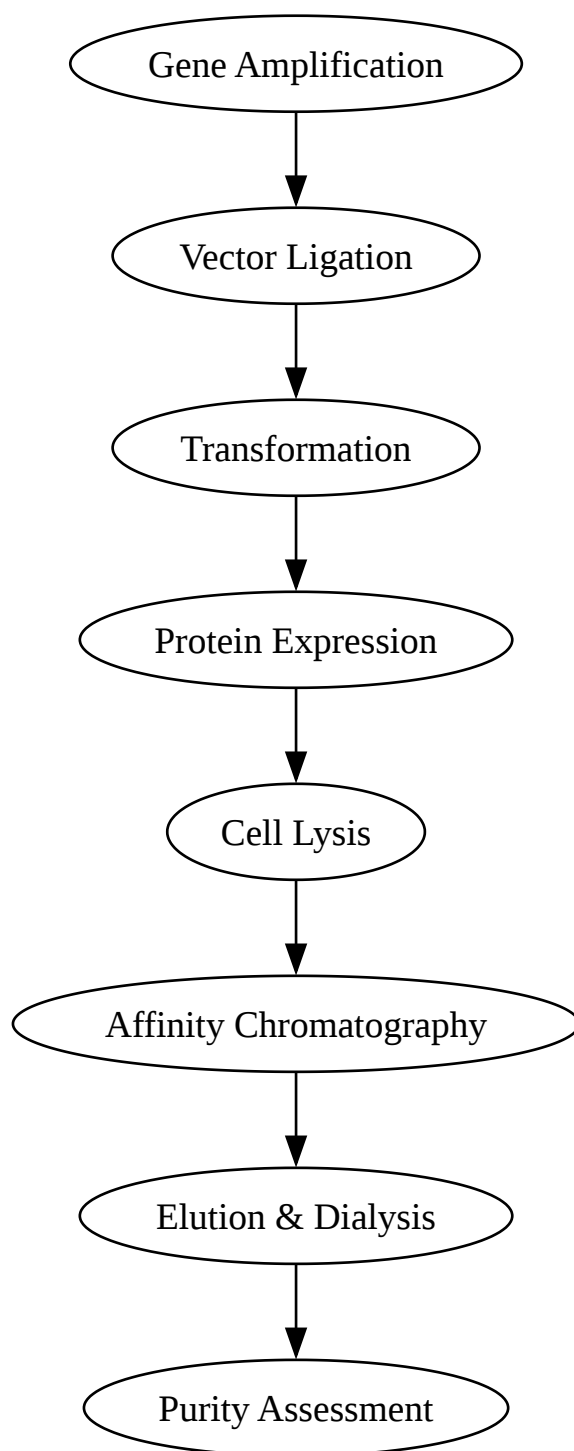 Gene Amplification
Vector Ligation
Transformation
Protein Expression
Cell Lysis
Affinity Chromatography
Elution & Dialysis
Purity Assessment